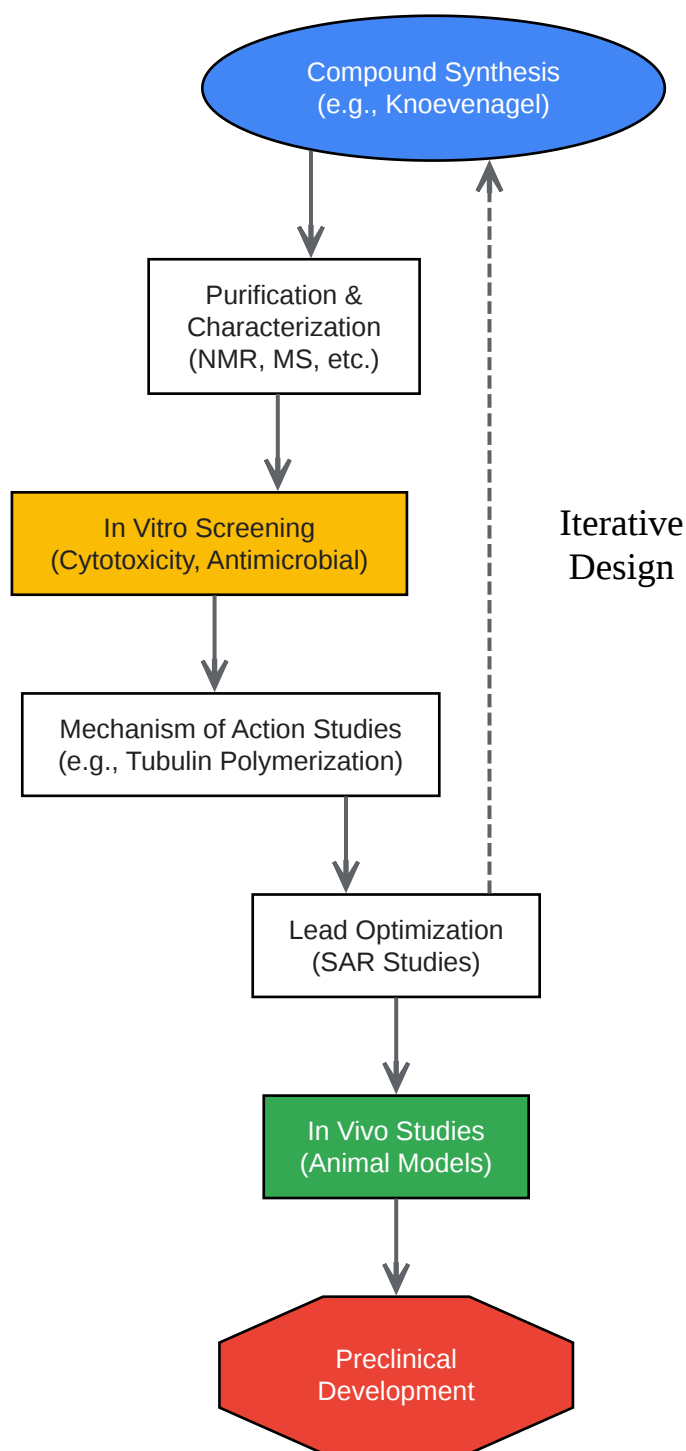 Compound Synthesis
(e.g., Knoevenagel)
Purification &
Characterization
(NMR, MS, etc.)
In Vitro Screening
(Cytotoxicity, Antimicrobial)
Iterative
Design
Mechanism of Action Studies
(e.g., Tubulin Polymerization)
Lead Optimization
(SAR Studies)
In Vivo Studies
(Animal Models)
Preclinical
Development